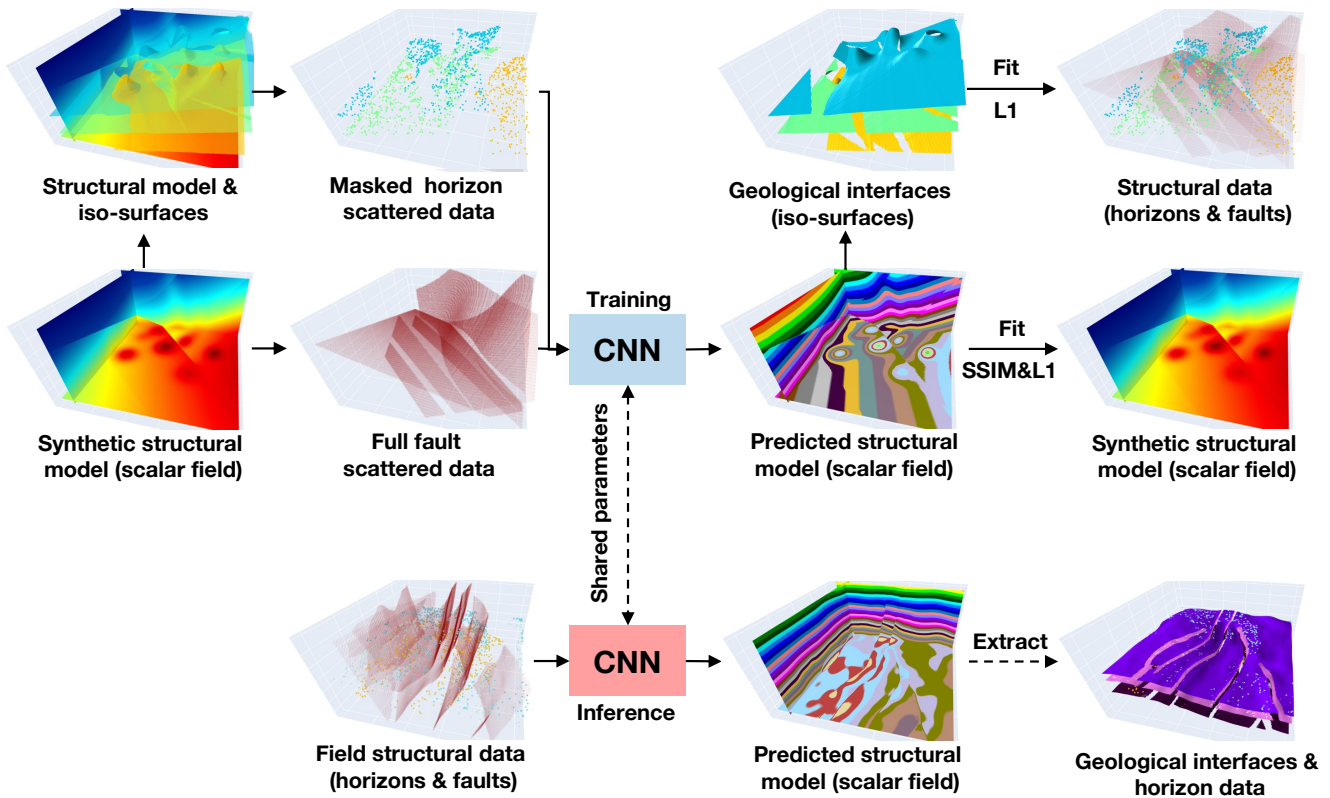 Structural model &
iso-surfaces
Masked horizon
scattered data
Geological interfaces
(iso-surfaces)
Fit
L1
Structural data
(horizons & faults)
Synthetic structural
model (scalar field)
Full fault
scattered data
Training
CNN
Predicted structural
model (scalar field)
Fit
SSIM&L1
Synthetic structural
model (scalar field)
Shared parameters
Field structural data
(horizons & faults)
CNN
Inference
Predicted structural
model (scalar field)
Extract
Geological interfaces &
horizon data